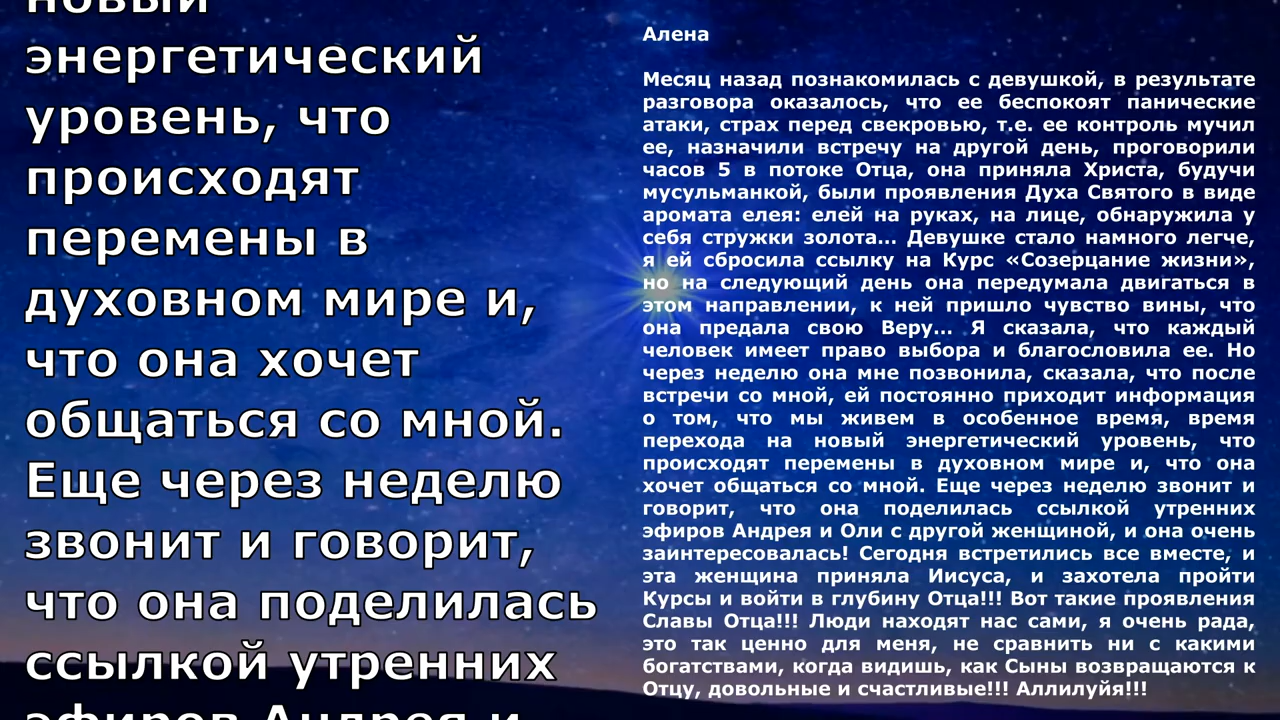 новый
энергетический
уровень, что
происходят
перемены в
духовном мире и,
что она хочет
общаться со мной.
Еще через неделю
звонит и говорит,
что она поделилась
ссылкой утренних
эфиров Андрея и
Алена
Месяц назад познакомилась с девушкой, в результате
разговора оказалось, что ее беспокоят панические
атаки, страх перед свекровью, т.е. ее контроль мучил
ее, назначили встречу на другой день, проговорили
часов 5 в потоке Отца, она приняла Христа, будучи
мусульманкой, были проявления Духа Святого в виде
аромата елея: елей на руках, на лице, обнаружила у
себя стружки золота... Девушке стало намного легче,
я ей сбросила ссылку на Курс «Созерцание жизни»,
но на следующий день она передумала двигаться в
этом направлении, к ней пришло чувство вины, что
она предала свою Веру... Я сказала, что каждый
человек имеет право выбора и благословила ее. Но
через неделю она мне позвонила, сказала, что после
встречи со мной, ей постоянно приходит информация
о том, что мы живем в особенное время, время
перехода на новый энергетический уровень, что
происходят перемены в духовном мире и, что она
хочет общаться со мной. Еще через неделю звонит и
говорит, что она поделилась ссылкой утренних
эфиров Андрея и Оли с другой женщиной, и она очень
заинтересовалась! Сегодня встретились все вместе, и
эта женщина приняла Иисуса, и захотела пройти
Курсы и войти в глубину Отца!!! Вот такие проявления
Славы Отца!!! Люди находят нас сами, я очень рада,
это так ценно для меня, не сравнить ни с какими
богатствами, когда видишь, как Сыны возвращаются к
Отцу, довольные и счастливые!!! Аллилуйя!!!